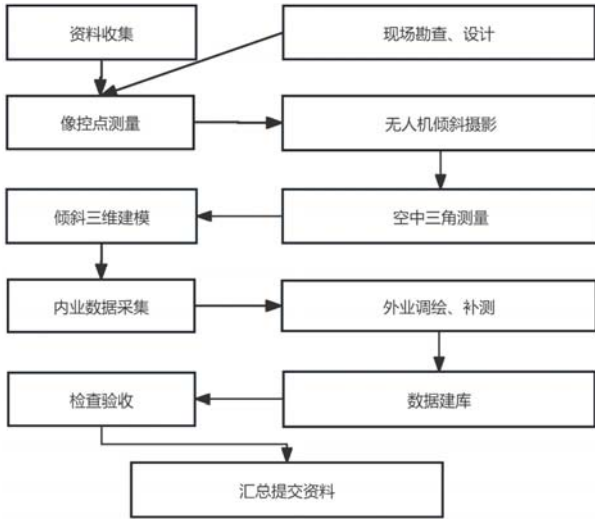 资料收集
现场勘查、设计
像控点测量
无人机倾斜摄影
倾斜三维建模
空中三角测量
内业数据采集
外业调绘、补测
检查验收
数据建库
汇总提交资料